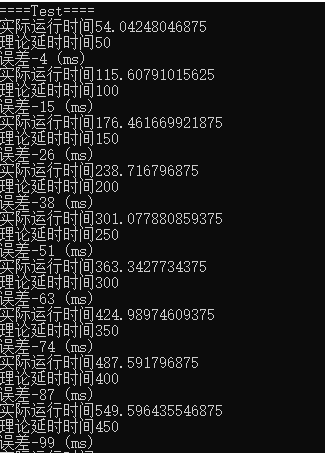 ====Test====
实际运行时间54.04248046875
理论延时时间50
误差-4 (ms)
实际运行时间115.60791015625
理论延时时间100
误差-15 (ms)
实际运行时间176.461669921875
理论延时时间150
误差-26 (ms)
实际运行时间238.716796875
理论延时时间200
误差-38 (ms)
实际运行时间301.077880859375
理论延时时间250
误差-51 (ms)
实际运行时间363.3427734375
理论延时时间300
误差-63 (ms)
实际运行时间424.98974609375
理论延时时间350
误差-74 (ms)
实际运行时间487.591796875
理论延时时间400
误差-87 (ms)
实际运行时间549.596435546875
理论延时时间450
误差-99 (ms)